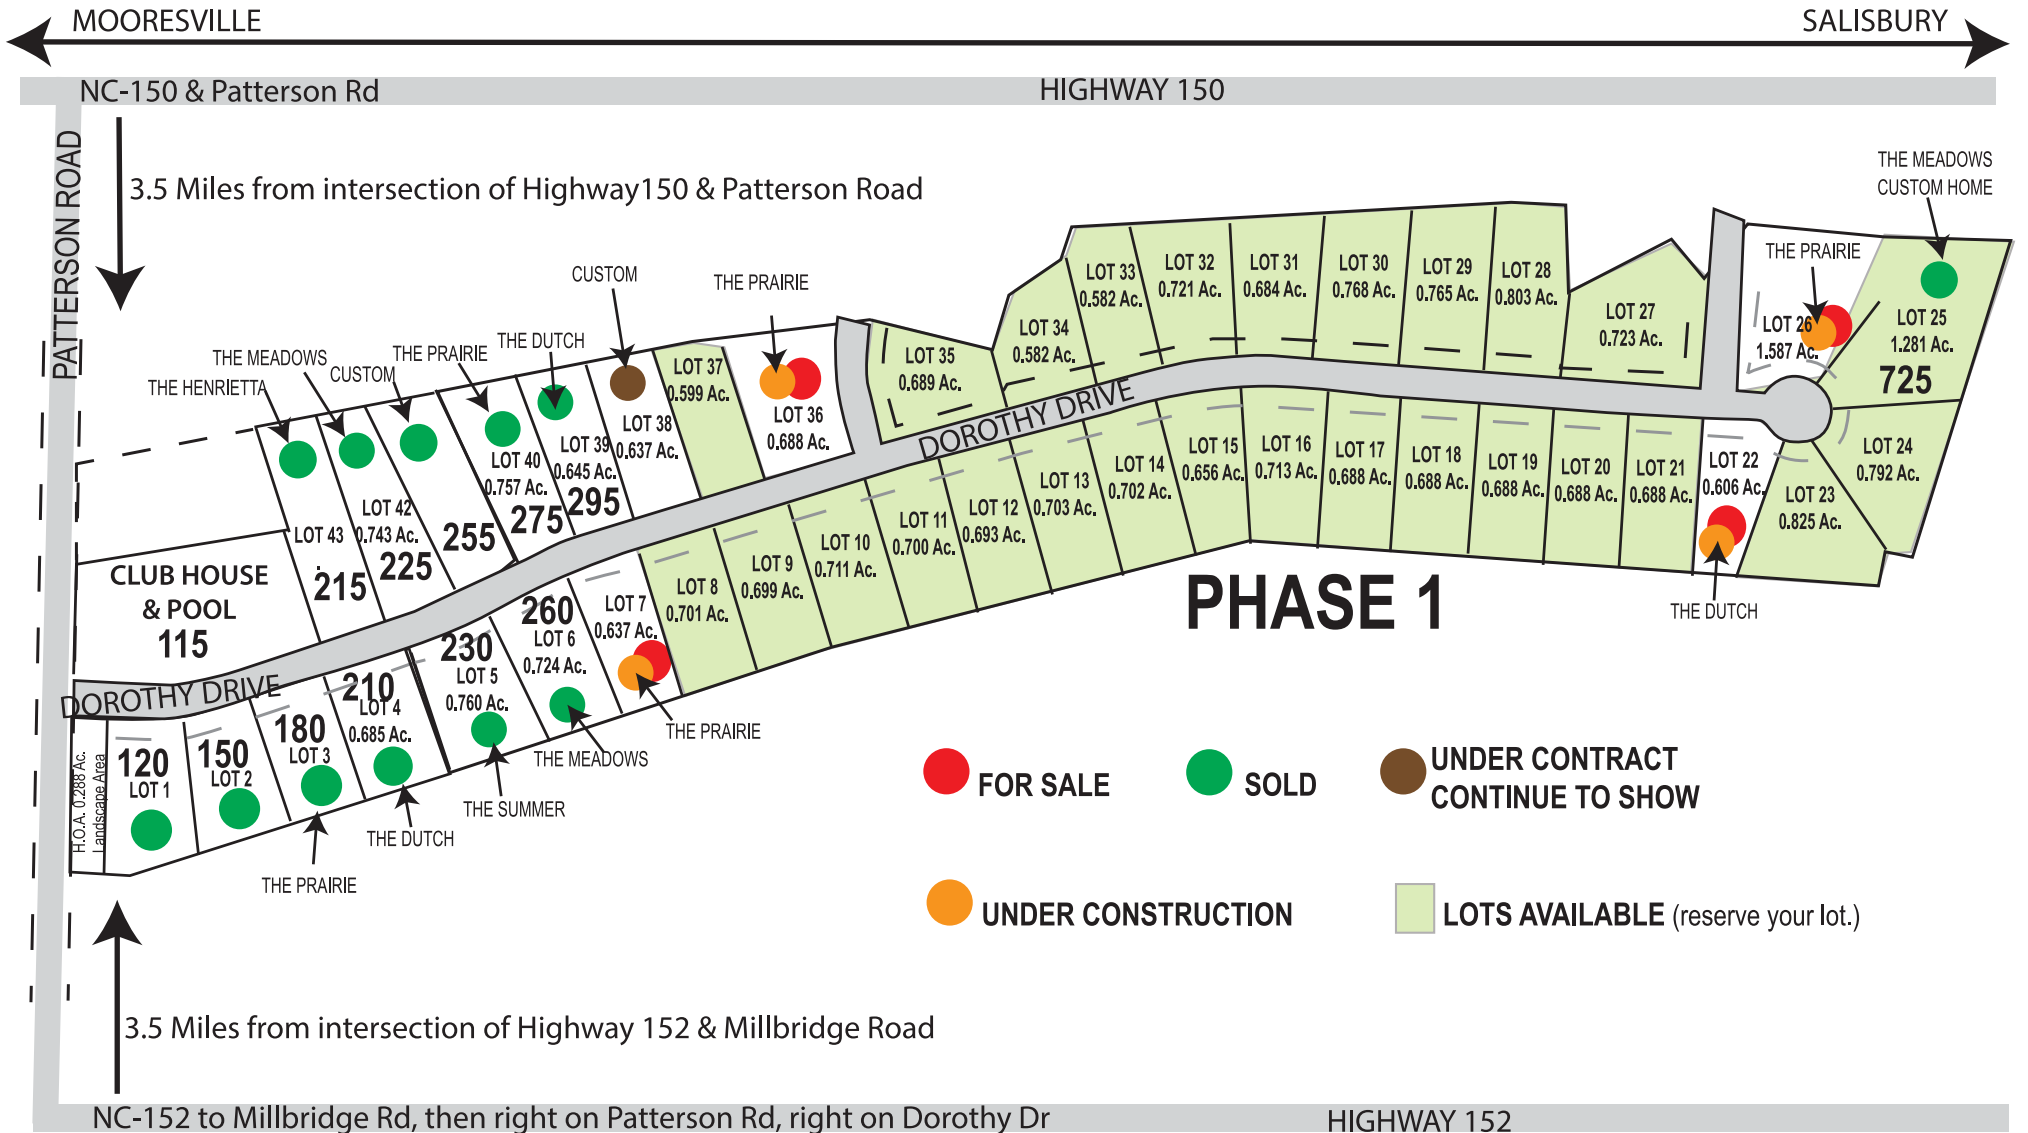 MOORESVILLE
SALISBURY
NC-150 & Patterson Rd
HIGHWAY 150
PATTERSON ROAD
3.5 Miles from intersection of Highway150 & Patterson Road
THE MEADOWS
CUSTOM HOME
THE PRAIRIE
CUSTOM
THE PRAIRIE
THE DUTCH
THE PRAIRIE
THE MEADOWS
CUSTOM
THE HENRIETTA
LOT 33
0.582 Ac.
LOT 32
0.721 Ac.
LOT 31
0.684 Ac.
LOT 30
0.768 Ac.
LOT 29
0.765 Ac.
LOT 28
0.803 Ac.
LOT 27
0.723 Ac.
LOT 26
1.587 Ac.
LOT 25
1.281 Ac.
725
LOT 34
0.582 Ac.
LOT 35
0.689 Ac.
LOT 36
0.688 Ac.
LOT 37
0.599 Ac.
LOT 38
0.637 Ac.
LOT 39
0.645 Ac.
295
LOT 40
0.757 Ac.
275
255
LOT 42
0.743 Ac.
225
LOT 43
215
CLUB HOUSE
& POOL
115
DOROTHY DRIVE
DOROTHY DRIVE
H.O.A. 0.288 Ac.
Landscape Area
120
LOT 1
150
LOT 2
180
LOT 3
210
LOT 4
0.685 Ac.
230
LOT 5
0.760 Ac.
260
LOT 6
0.724 Ac.
LOT 7
0.637 Ac.
LOT 8
0.701 Ac.
LOT 9
0.699 Ac.
LOT 10
0.711 Ac.
LOT 11
0.700 Ac.
LOT 12
0.693 Ac.
LOT 13
0.703 Ac.
LOT 14
0.702 Ac.
LOT 15
0.656 Ac.
LOT 16
0.713 Ac.
LOT 17
0.688 Ac.
LOT 18
0.688 Ac.
LOT 19
0.688 Ac.
LOT 20
0.688 Ac.
LOT 21
0.688 Ac.
LOT 22
0.606 Ac.
LOT 23
0.825 Ac.
LOT 24
0.792 Ac.
PHASE 1
THE DUTCH
THE PRAIRIE
THE MEADOWS
THE SUMMER
THE DUTCH
THE PRAIRIE
FOR SALE
SOLD
UNDER CONTRACT
CONTINUE TO SHOW
UNDER CONSTRUCTION
LOTS AVAILABLE (reserve your lot.)
3.5 Miles from intersection of Highway 152 & Millbridge Road
NC-152 to Millbridge Rd, then right on Patterson Rd, right on Dorothy Dr
HIGHWAY 152